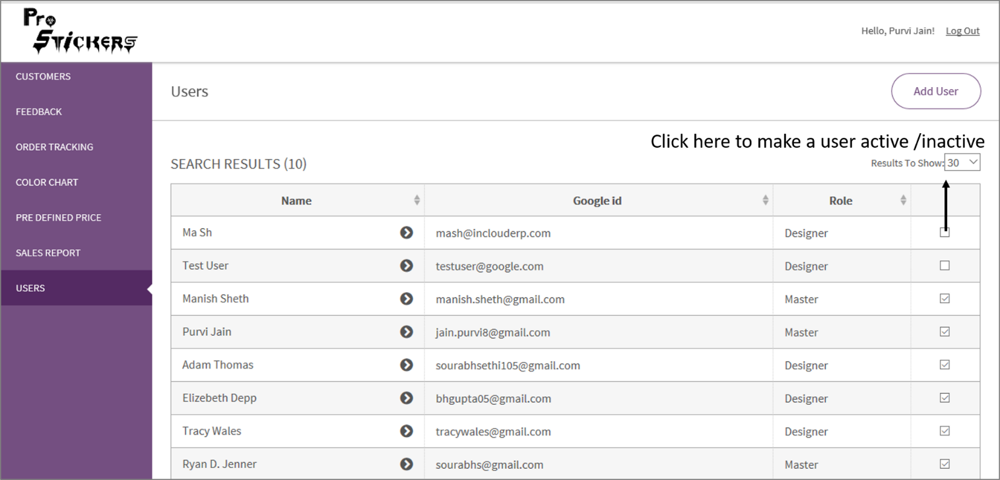 Pro
Stickers
Hello, Purvi Jain! Log Out
CUSTOMERS
FEEDBACK
ORDER TRACKING
COLOR CHART
PRE DEFINED PRICE
SALES REPORT
USERS
Users
Add User
Click here to make a user active /inactive
SEARCH RESULTS (10)
Results To Show: 30
Name Google id Role
Ma Sh mash@inclouderp.com Designer
Test User testuser@google.com Designer
Manish Sheth manish.sheth@gmail.com Master
Purvi Jain jain.purvi8@gmail.com Master
Adam Thomas sourabhsethi105@gmail.com Designer
Elizebeth Depp bhgupta05@gmail.com Designer
Tracy Wales tracywales@gmail.com Designer
Ryan D. Jenner sourabhs@gmail.com Master